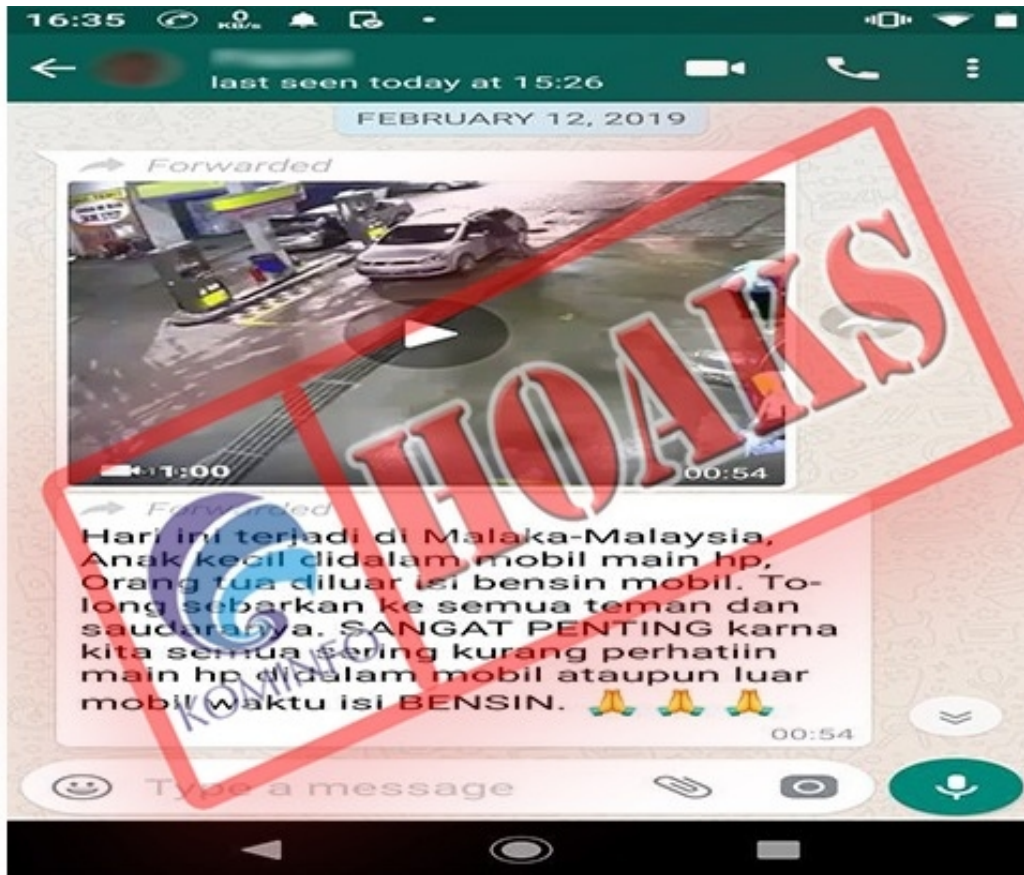 16:35
0
KB/s
last seen today at 15:26
FEBRUARY 12, 2019
Forwarded
1:00
00:54
HOAKS
Forwarded
Hari ini terjadi di Malaka-Malaysia,
Anak kecil didalam mobil main hp,
Orang tua diluar isi bensin mobil. To-
long sebarkan ke semua teman dan
saudaranya. SANGAT PENTING karna
kita semua sering kurang perhatiin
main hp didalam mobil ataupun luar
mobil waktu isi BENSIN. 🙏 🙏 🙏
00:54
KOMINFO
Type a message